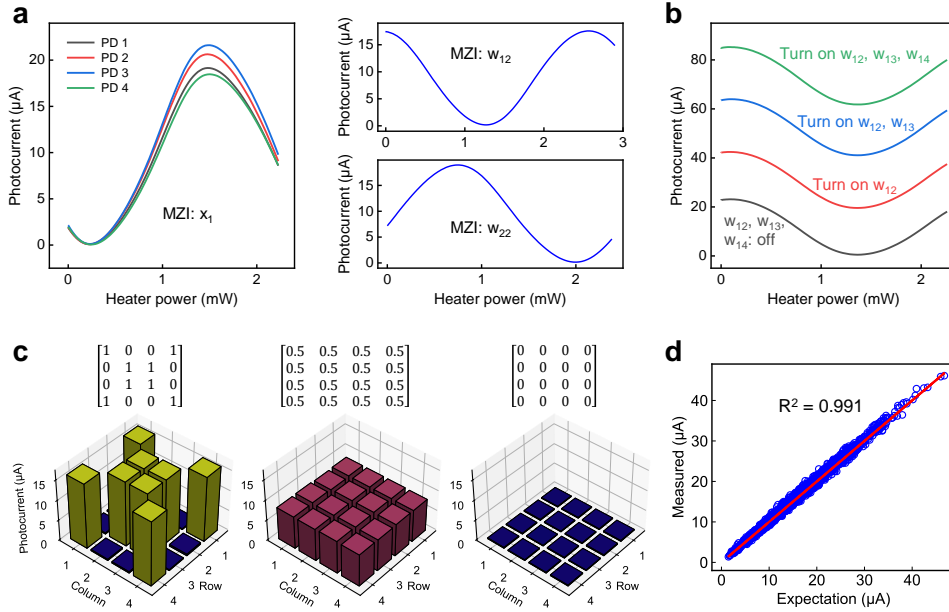 a
PD 1
PD 2
PD 3
PD 4
MZI: x₁
Photocurrent (µA)
0
5
10
15
20
0 1 2
Heater power (mW)
MZI: w₁₂
Photocurrent (µA)
0
5
10
15
0 1 2 3
MZI: w₂₂
Photocurrent (µA)
0
5
10
15
0 1 2
Heater power (mW)
b
Turn on w₁₂, w₁₃, w₁₄
Turn on w₁₂, w₁₃
Turn on w₁₂
w₁₂, w₁₃,
w₁₄: off
Photocurrent (µA)
0
20
40
60
80
0 1 2
Heater power (mW)
c
1 0 0 1
0 1 1 0
0 1 1 0
1 0 0 1
0.5 0.5 0.5 0.5
0.5 0.5 0.5 0.5
0.5 0.5 0.5 0.5
0.5 0.5 0.5 0.5
0 0 0 0
0 0 0 0
0 0 0 0
0 0 0 0
Photocurrent (µA)
15
10
5
0
1 2 3 4
Column
1 2 3 4
Row
15
10
5
0
1 2 3 4
Column
1 2 3 4
Row
15
10
5
0
1 2 3 4
Column
1 2 3 4
Row
d
R² = 0.991
Measured (µA)
0
10
20
30
40
0 10 20 30 40
Expectation (µA)